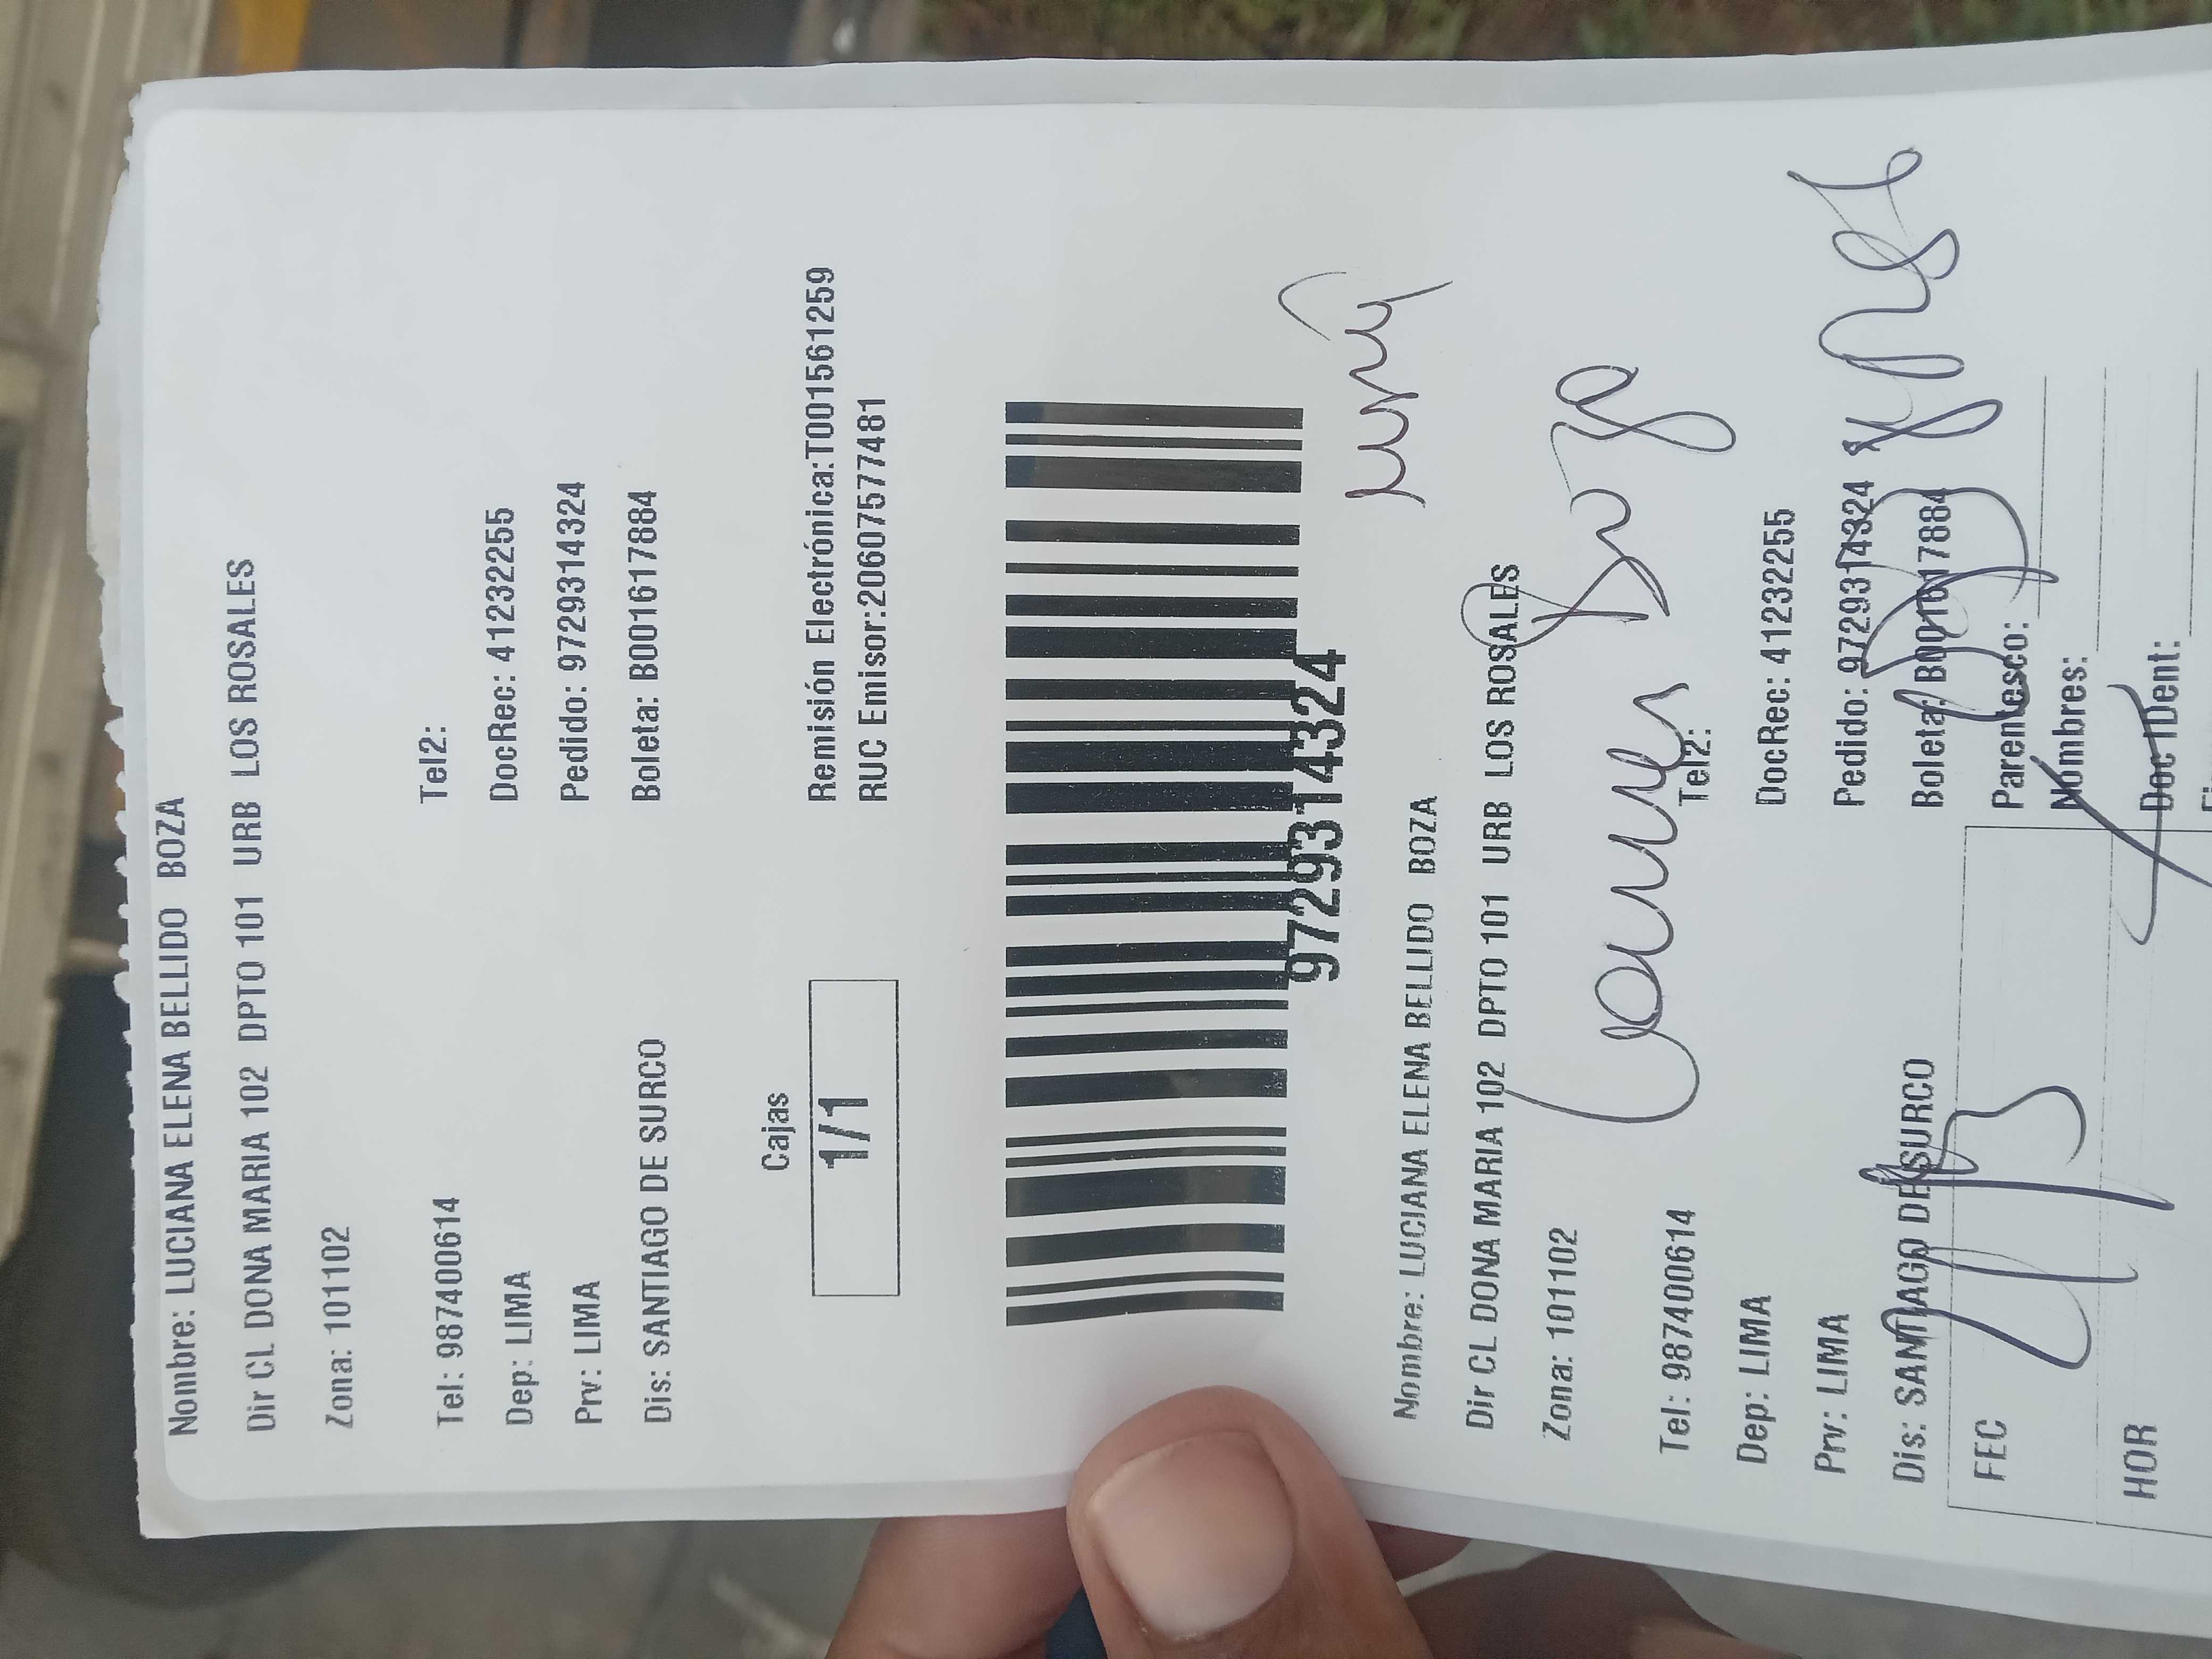 Nombre: LUCIANA ELENA BELLIDO BOZA
Dir CL DONA MARIA 102 DPTO 101 URB LOS ROSALES
Zona: 101102
Tel: 987400614 Tel2:
Dep: LIMA DocRec: 41232255
Prv: LIMA Pedido: 9729314324
Dis: SANTIAGO DE SURCO Boleta: B001617884
Cajas
1/1
Remisión Electrónica:T001561259
RUC Emisor:20607577481
9729314324
Nombre: LUCIANA ELENA BELLIDO BOZA
Dir CL DONA MARIA 102 DPTO 101 URB LOS ROSALES
Zona: 101102
Tel: 987400614 Tel2:
Dep: LIMA DocRec: 41232255
Prv: LIMA Pedido: 9729314324
Dis: SANTIAGO DE SURCO Boleta: B001617884
FEC Parentesco:
Nombres:
HOR Doc IDent: